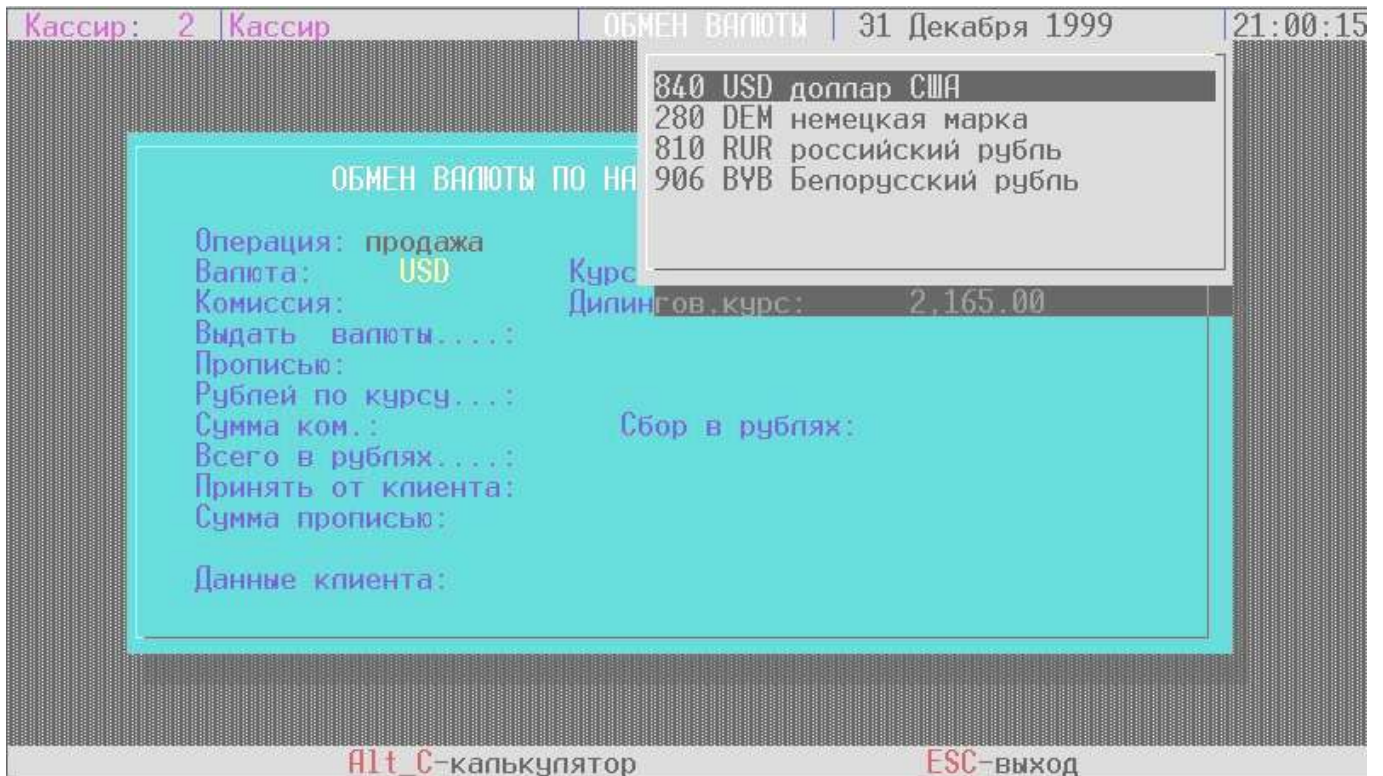 Кассир: 2 Кассир ОБМЕН ВАЛЮТЫ 31 Декабря 1999 21:00:15
840 USD доллар США
280 DEM немецкая марка
810 RUR российский рубль
906 BYB Белорусский рубль
ОБМЕН ВАЛЮТЫ ПО НА
Операция: продажа
Валюта: USD Курс
Комиссия: Дилингов.курс: 2,165.00
Выдать валюты....:
Прописью:
Рублей по курсу...:
Сумма ком.: Сбор в рублях:
Всего в рублях....:
Принять от клиента:
Сумма прописью:
Данные клиента:
Alt_C-калькулятор ESC-выход